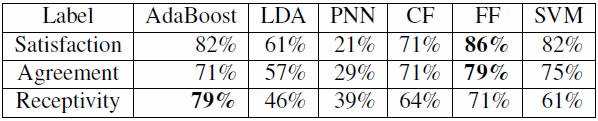 Label AdaBoost LDA PNN CF FF SVM
Satisfaction 82% 61% 21% 71% 86% 82%
Agreement 71% 57% 29% 71% 79% 75%
Receptivity 79% 46% 39% 64% 71% 61%